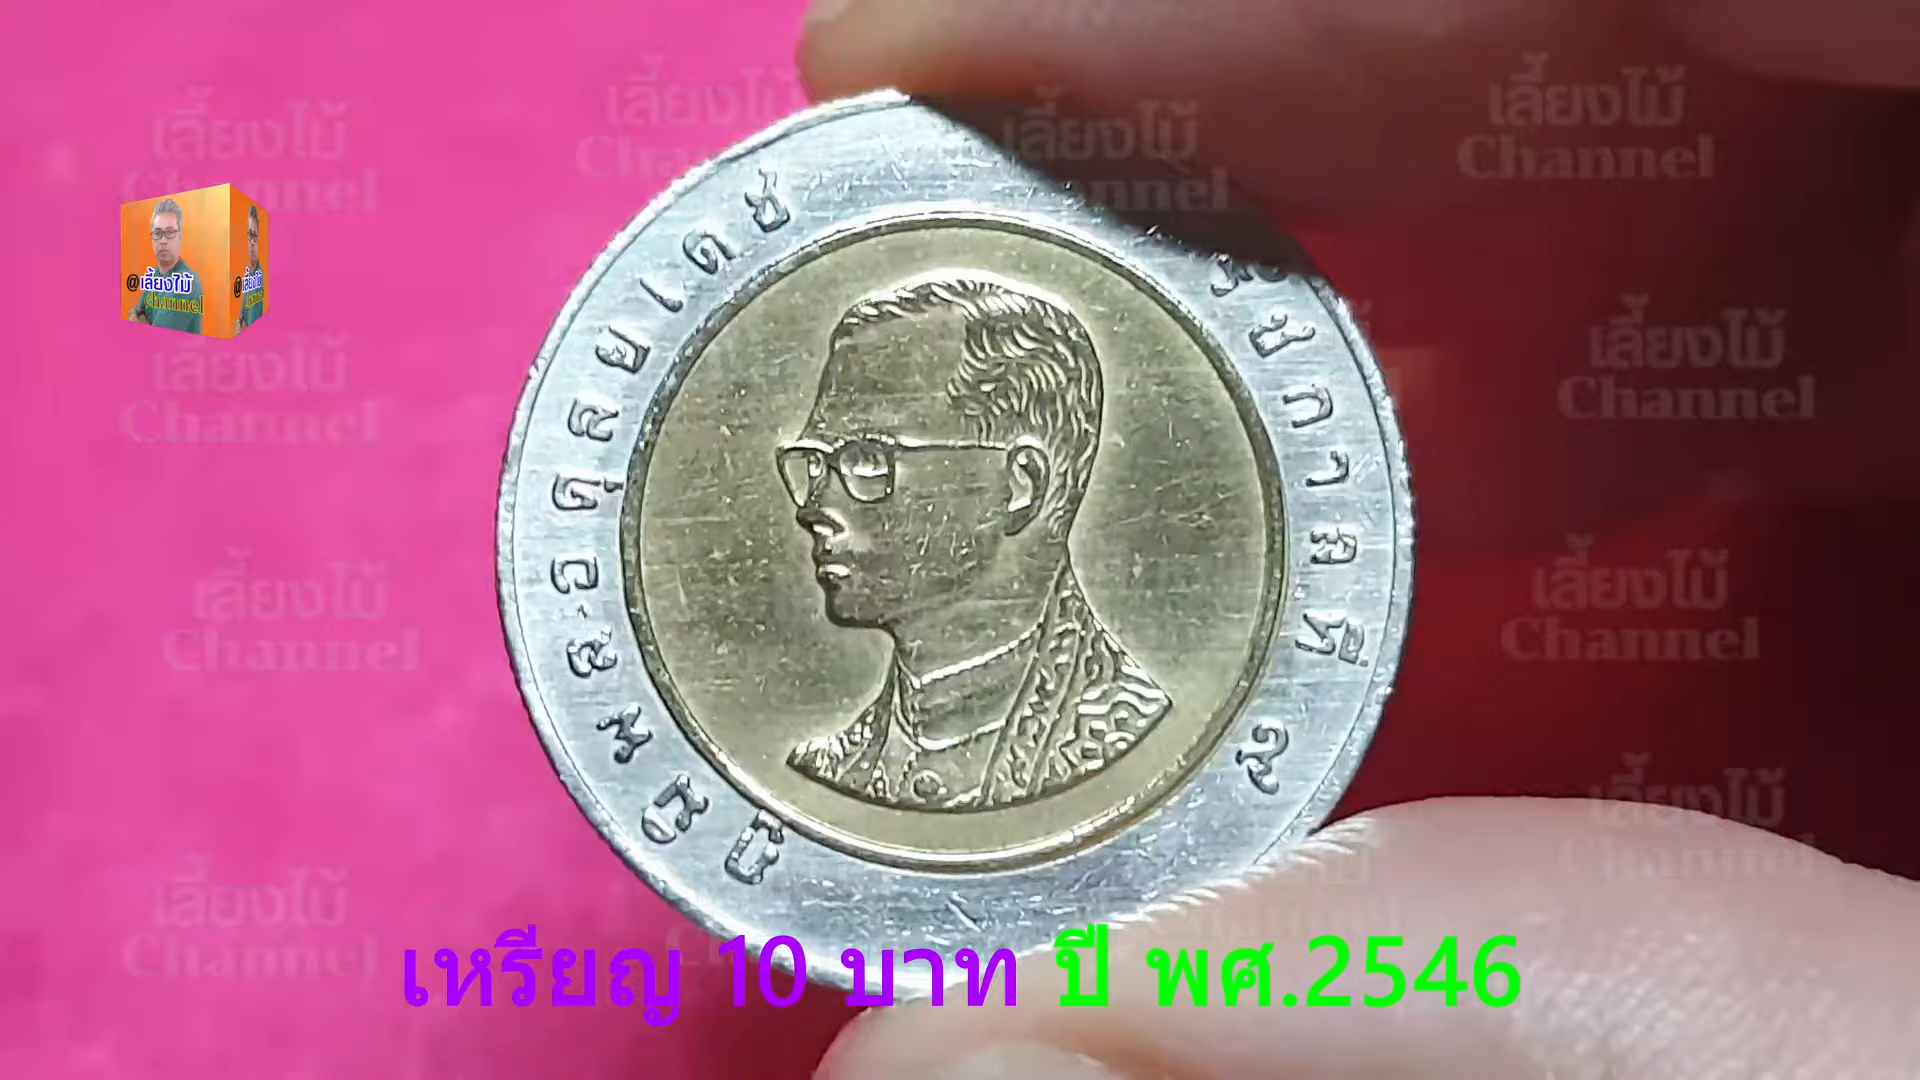 เลี้ยงไม้
Channel
@เลี้ยงไม้
channel
ภูมิพลอดุลยเดช
รัชกาลที่ ๙
เหรียญ 10 บาท ปี พศ.2546